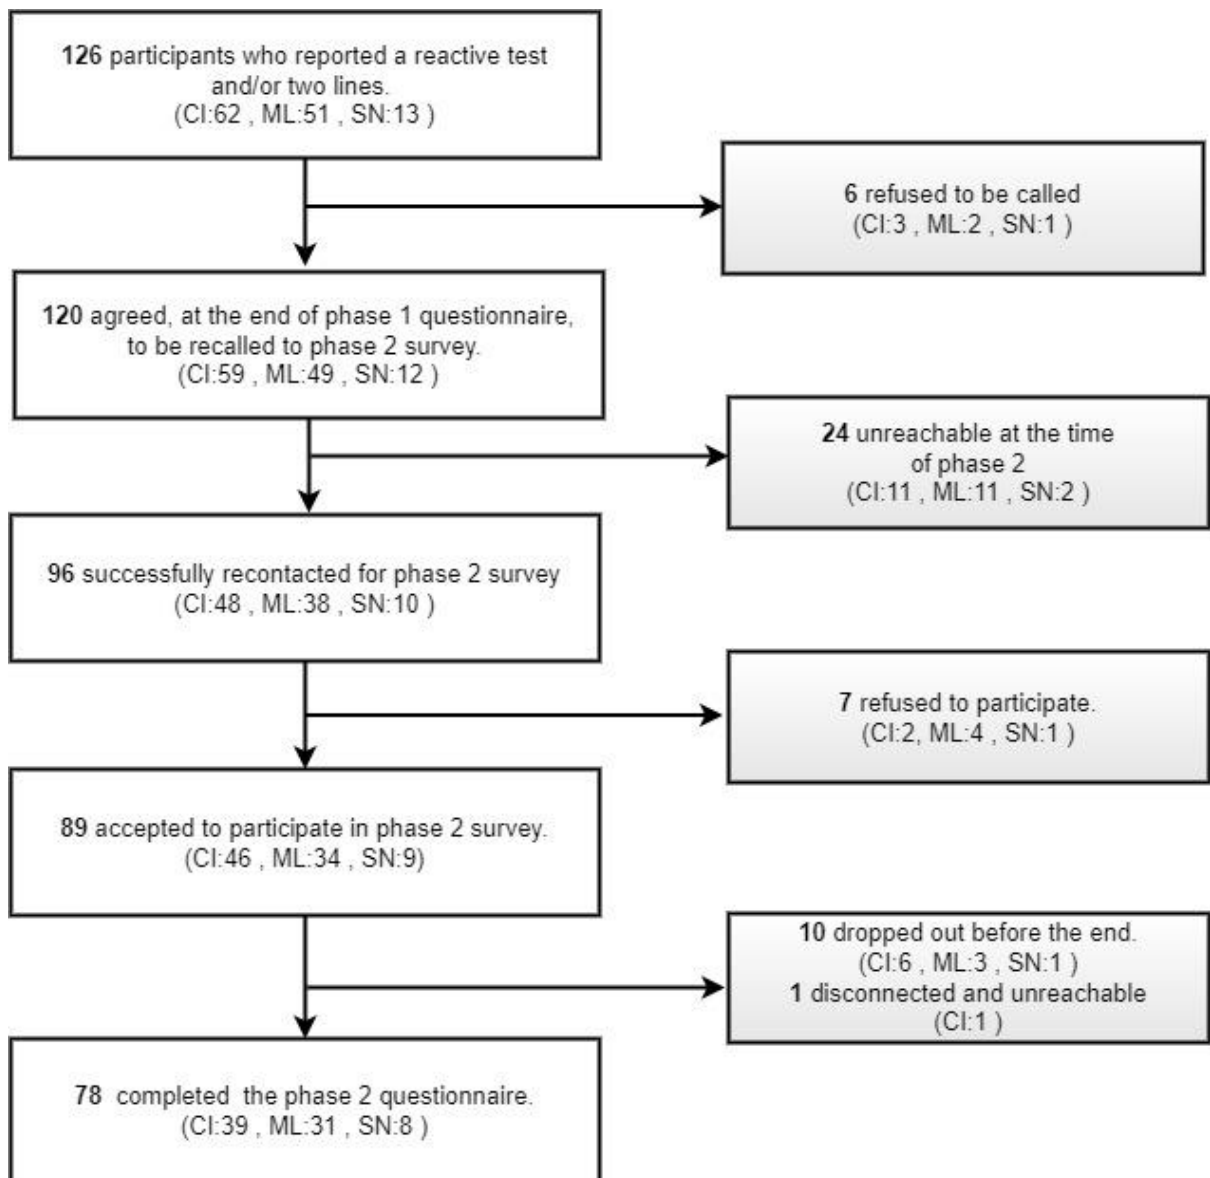 126 participants who reported a reactive test
and/or two lines.
(CI:62 , ML:51 , SN:13 )
6 refused to be called
(CI:3 , ML:2 , SN:1 )
120 agreed, at the end of phase 1 questionnaire,
to be recalled to phase 2 survey.
(CI:59 , ML:49 , SN:12 )
24 unreachable at the time
of phase 2
(CI:11 , ML:11 , SN:2 )
96 successfully recontacted for phase 2 survey
(CI:48 , ML:38 , SN:10 )
7 refused to participate.
(CI:2, ML:4 , SN:1 )
89 accepted to participate in phase 2 survey.
(CI:46 , ML:34 , SN:9)
10 dropped out before the end.
(CI:6 , ML:3 , SN:1 )
1 disconnected and unreachable
(CI:1 )
78 completed the phase 2 questionnaire.
(CI:39 , ML:31 , SN:8 )